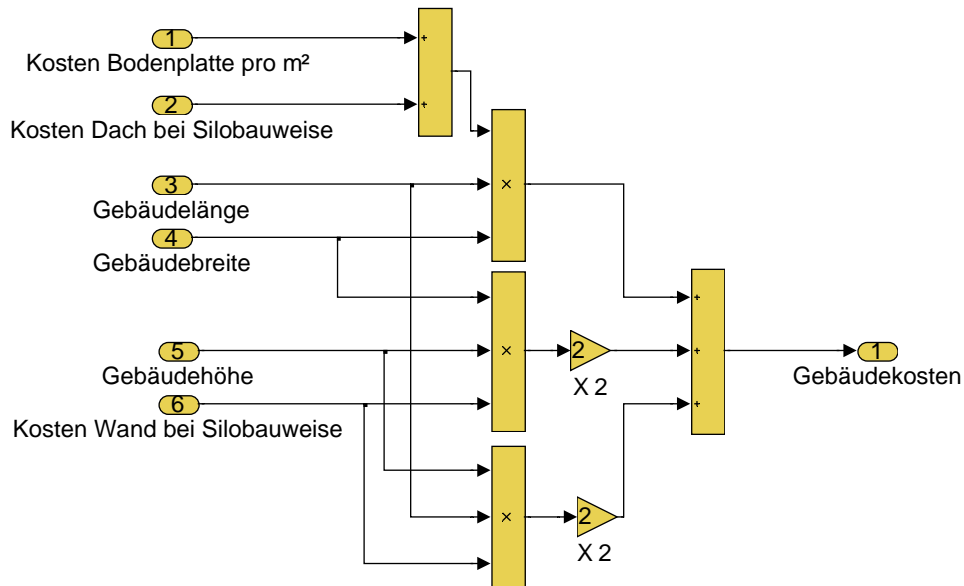 +
1
Kosten Bodenplatte pro m²
+
2
Kosten Dach bei Silobauweise
3
×
Gebäudelänge
4
Gebäudebreite
+
5
×
2
+
1
Gebäudehöhe
X 2
Gebäudekosten
6
+
Kosten Wand bei Silobauweise
×
2
X 2